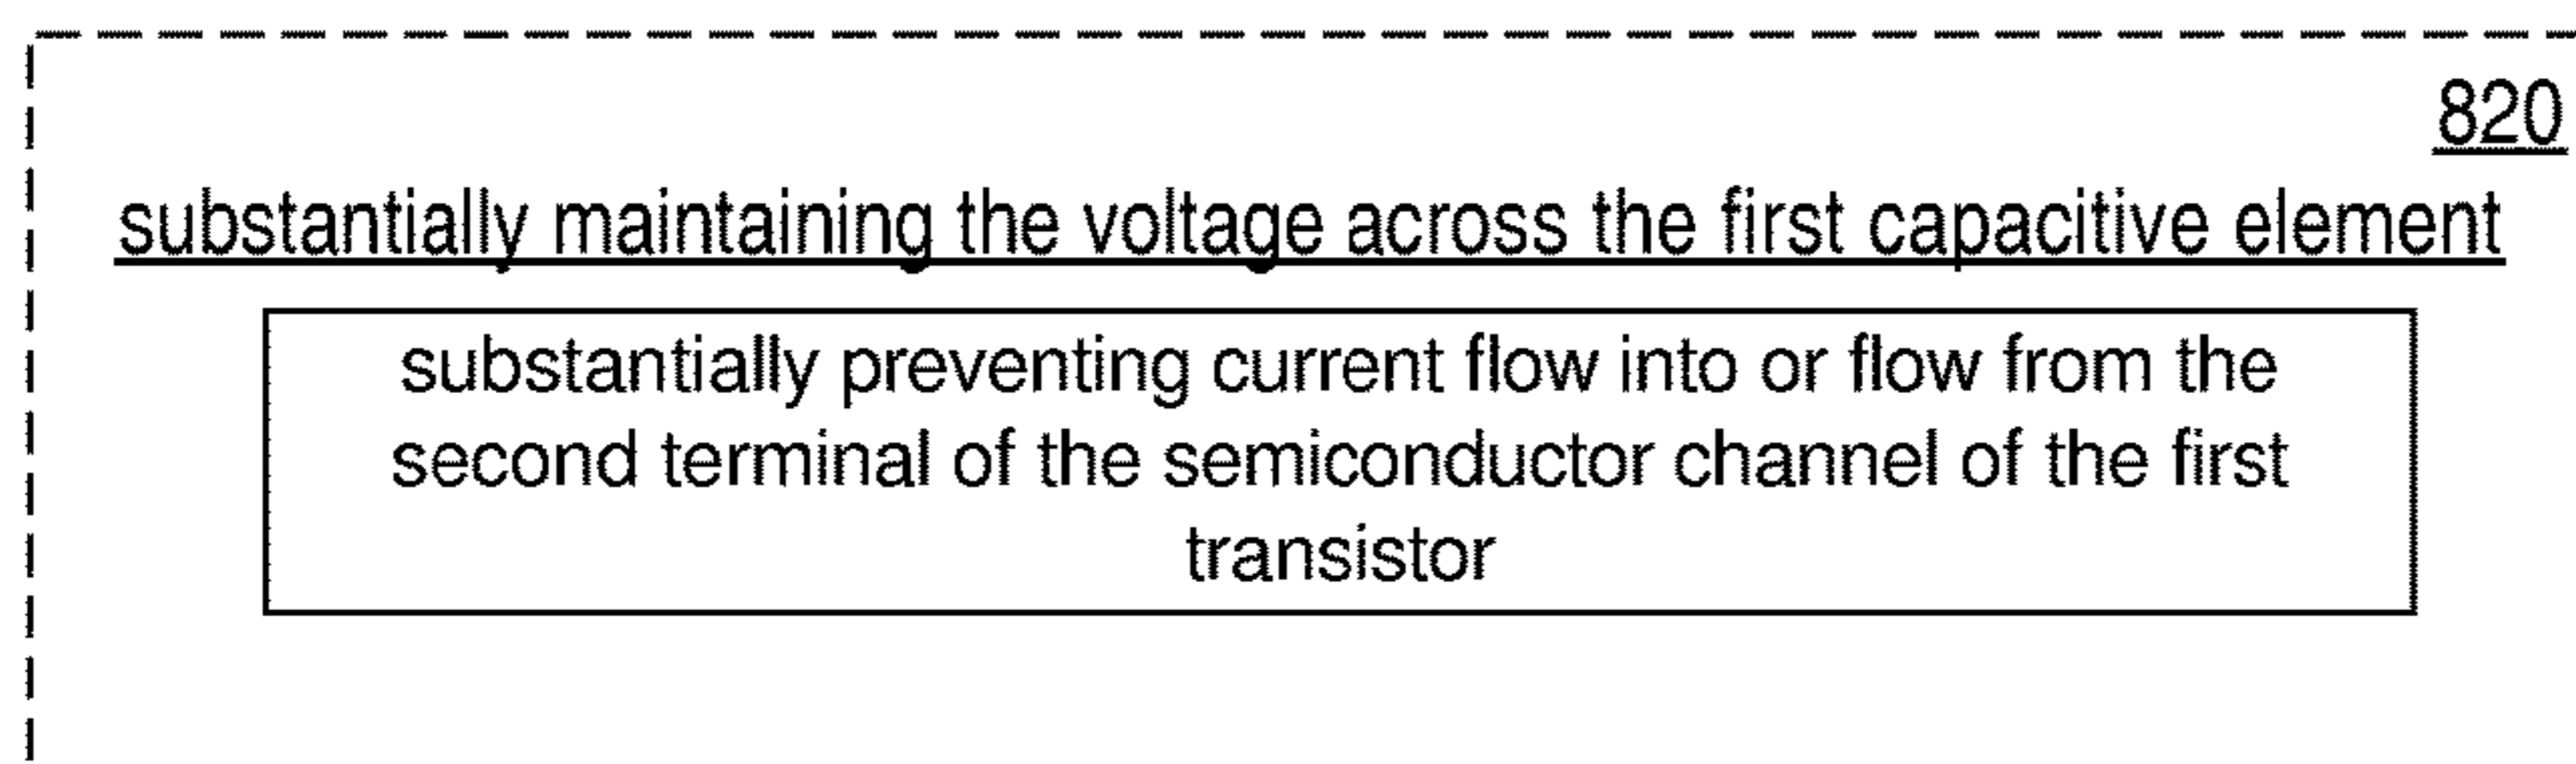 820
substantially maintaining the voltage across the first capacitive element
substantially preventing current flow into or flow from the
second terminal of the semiconductor channel of the first
transistor